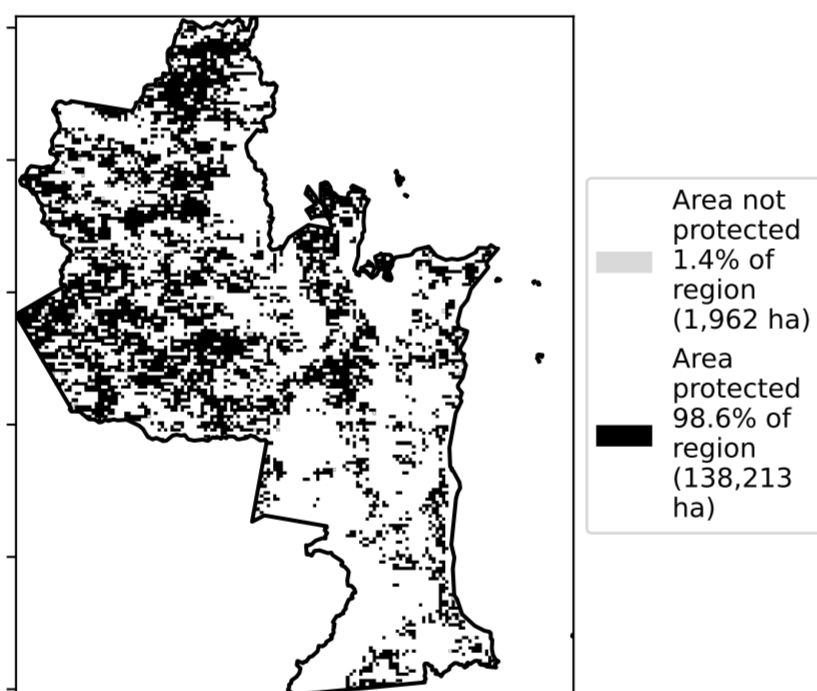 Area not
protected
1.4% of
region
(1,962 ha)
Area
protected
98.6% of
region
(138,213
ha)